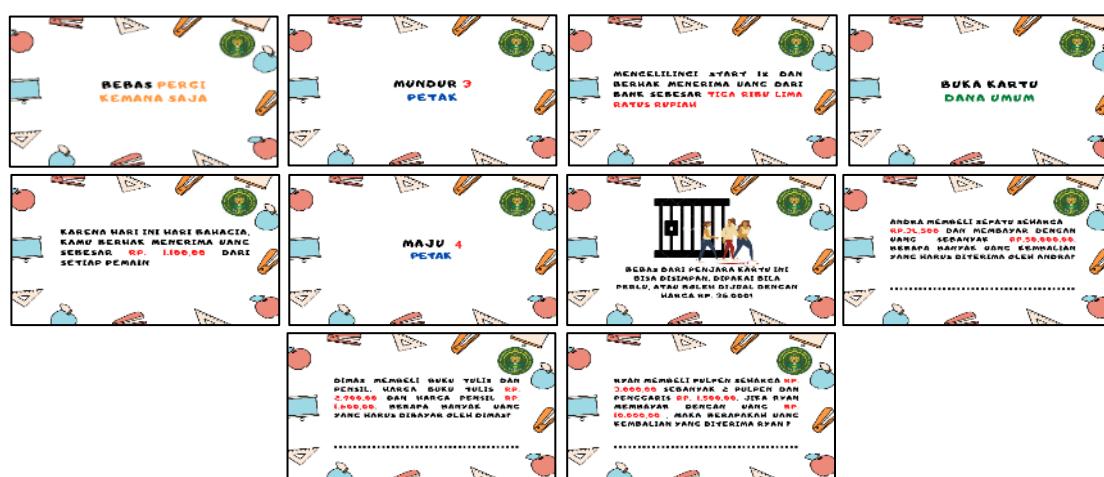 BEBAS PERGI
KEMANA SAJA
MUNDUR 3
PETAK
MENGELILINGI START 1X DAN
BERHAK MENERIMA UANG DARI
BANK SEBESAR TIGA RIBU LIMA
RATUS RUPIAH
BUKA KARTU
DANA UMUM
KARENA HARI INI HARI BAHAGIA,
KAMU BERHAK MENERIMA UANG
SEBESAR RP. 1.100,00 DARI
SETIAP PEMAIN
MAJU 4
PETAK
BEBAS DARI PENJARA KARTU INI
BISA DISIMPAN, DIPAKAI BILA
PERLU, ATAU BOLEH DIJUAL DENGAN
HARGA RP. 36.000!
ANDRA MEMBELI SEPATU SEHARGA
DAN MEMBAYAR DENGAN
UANG SEBANYAK RP.50.000,00.
BERAPA BANYAK UANG KEMBALIAN
YANG HARUS DITERIMA OLEH ANDRA?
DIMAS MEMBELI BUKU TULIS DAN
PENSIL. HARGA BUKU TULIS RP.
2.700,00 DAN HARGA PENSIL RP.
1.600,00. BERAPA BANYAK UANG
YANG HARUS DIBAYAR OLEH DIMAS?
RYAN MEMBELI PULPEN SEHARGA RP.
3.000,00 SEBANYAK 2 PULPEN DAN
PENGGARIS RP. 1.500,00. JIKA RYAN
MEMBAYAR DENGAN UANG RP.
10.000,00 , MAKA BERAPAKAH UANG
KEMBALIAN YANG DITERIMA RYAN ?